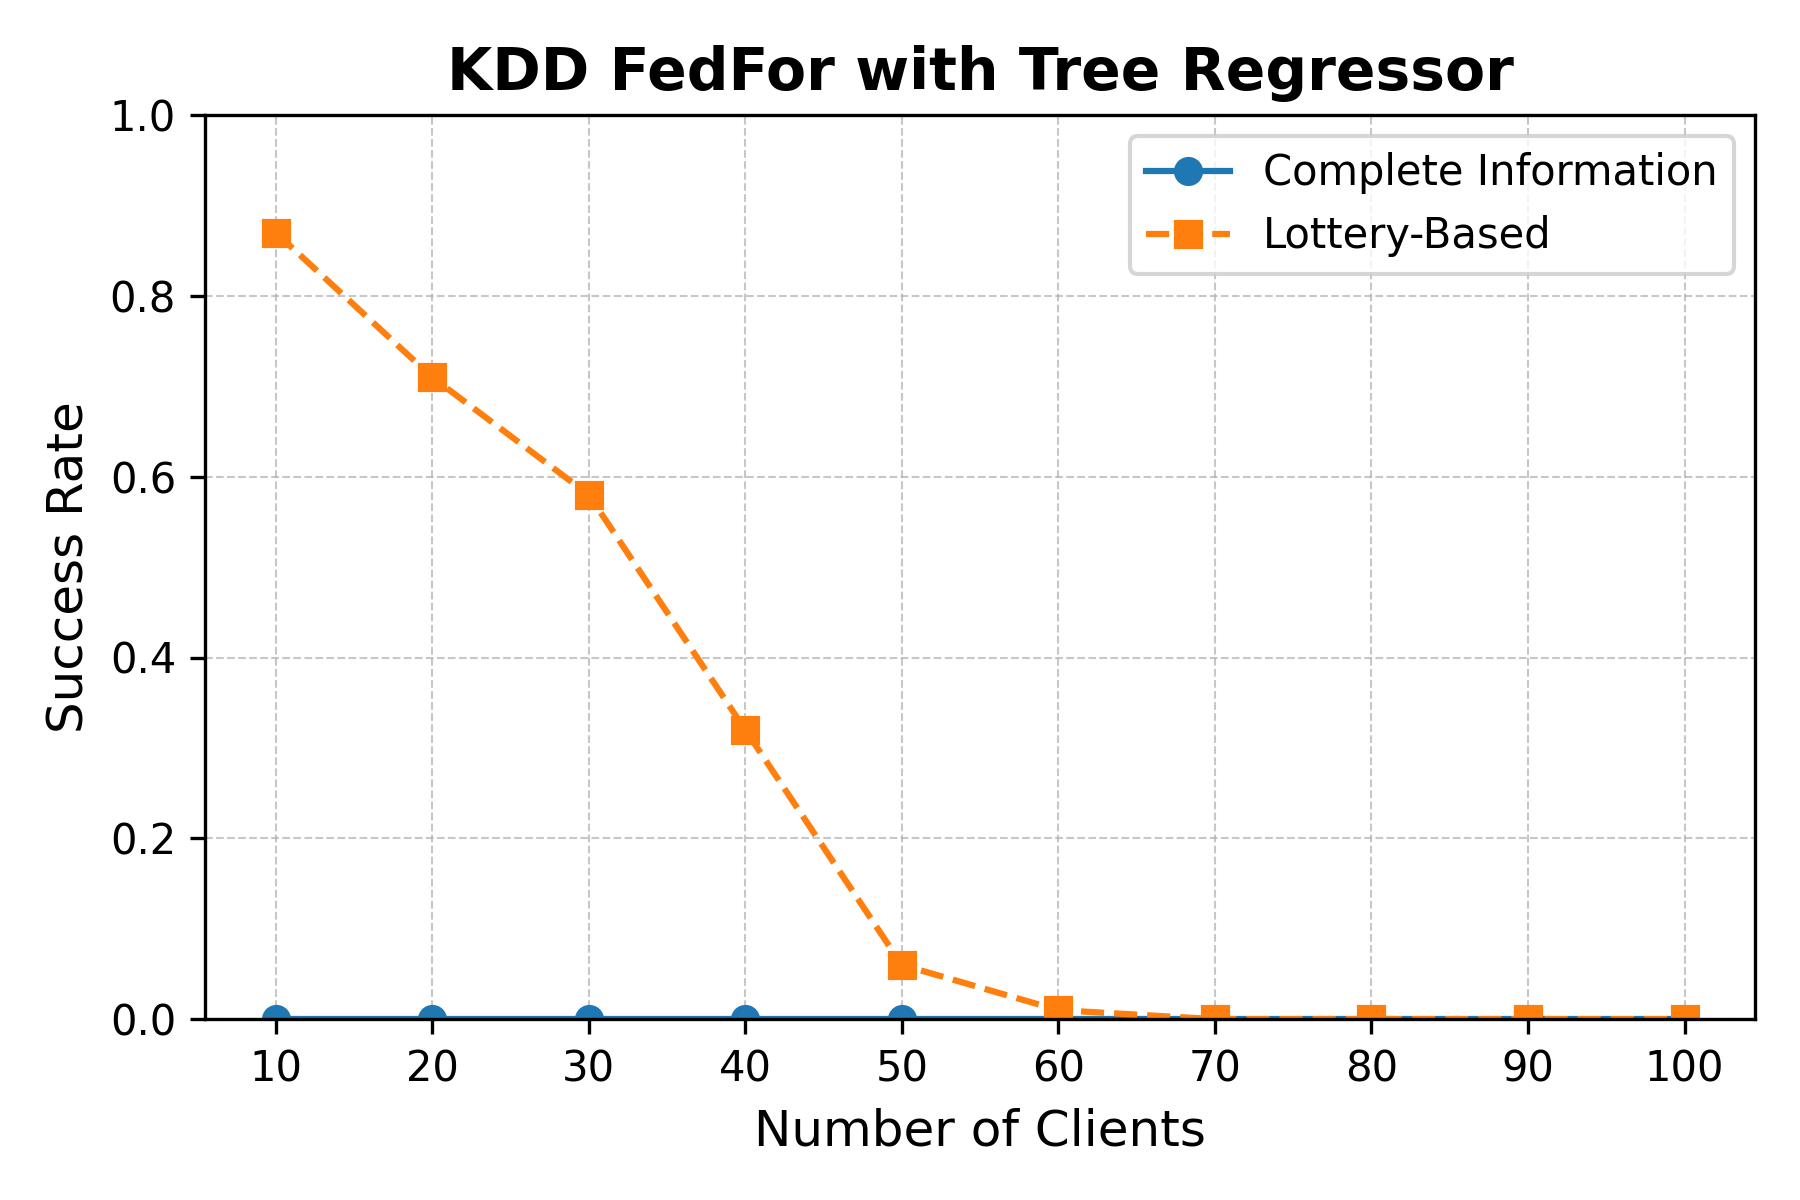 KDD FedFor with Tree Regressor
1.0
0.8
0.6
0.4
0.2
0.0
Success Rate
Complete Information
Lottery-Based
10 20 30 40 50 60 70 80 90 100
Number of Clients